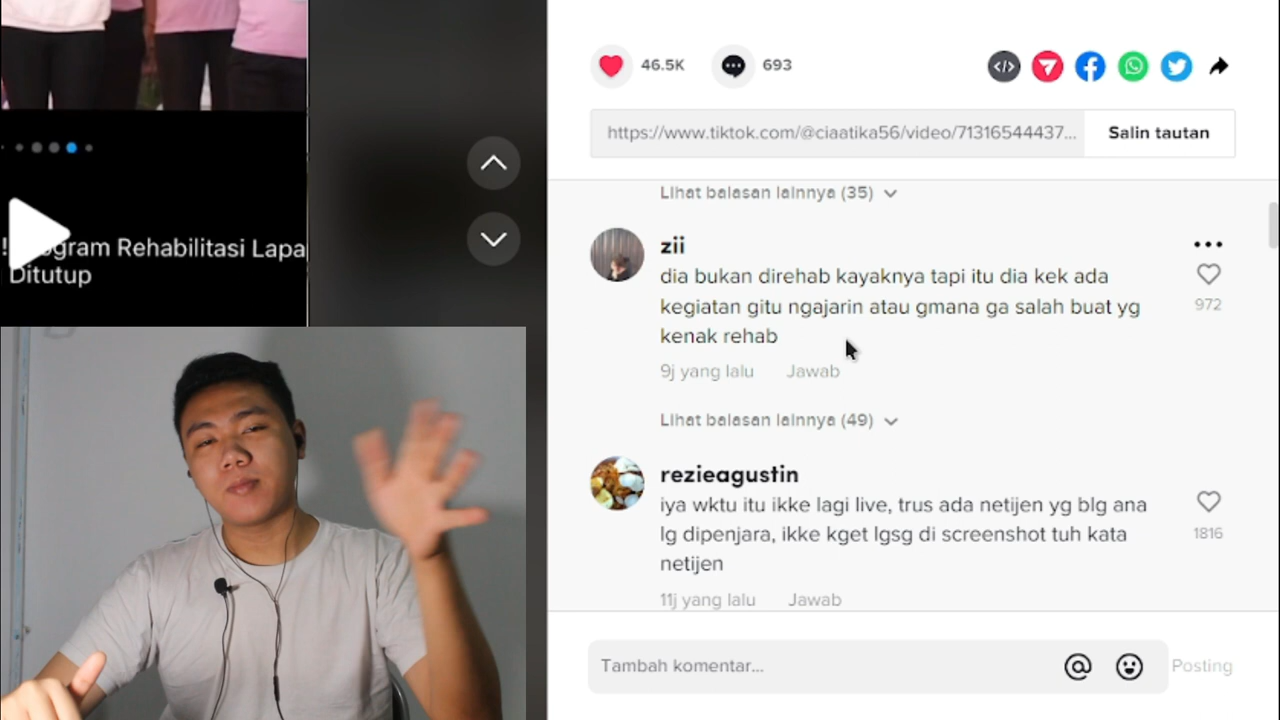 46.5K
693
https://www.tiktok.com/@ciaatika56/video/71316544437...
Salin tautan
Lihat balasan lainnya (35)
zii
dia bukan direhab kayaknya tapi itu dia kek ada
kegiatan gitu ngajarin atau gmana ga salah buat yg
kenak rehab
972
9j yang lalu Jawab
Lihat balasan lainnya (49)
rezieagustin
iya wktu itu ikke lagi live, trus ada netijen yg blg ana
lg dipenjara, ikke kget lgsg di screenshot tuh kata
netijen
1816
11j yang lalu Jawab
Tambah komentar...
Posting
Rehabilitasi Lapa
Ditutup